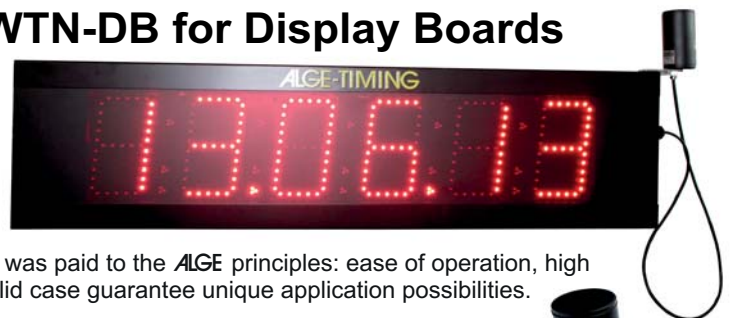 WTN-DB for Display Boards
ALGE-TIMING
13.06.13
was paid to the ALGE principles: ease of operation, high
lid case guarantee unique application possibilities.